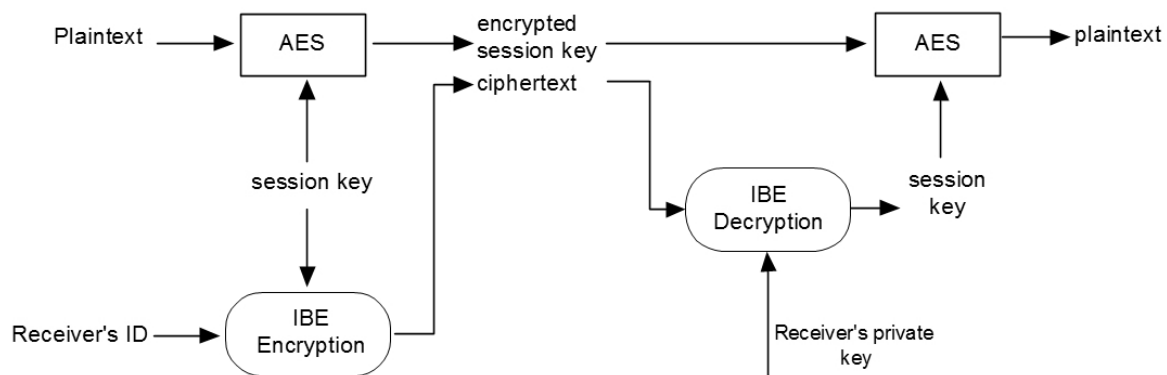 Plaintext
AES
encrypted
session key
ciphertext
AES
plaintext
session key
IBE
Decryption
session
key
Receiver's ID
IBE
Encryption
Receiver's private
key